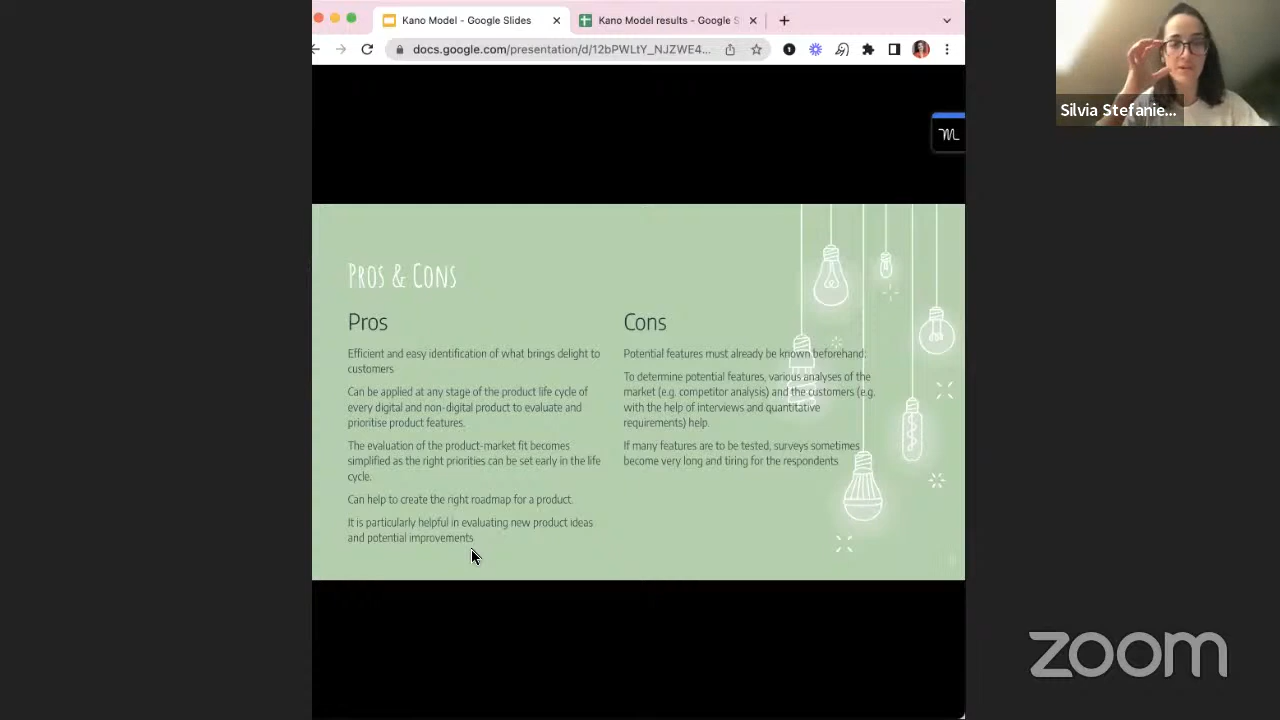 Kano Model - Google Slides
Kano Model results - Google S
docs.google.com/presentation/d/12bPWLtY_NJZWE4...
Silvia Stefanie...
Pros & Cons
Pros
Efficient and easy identification of what brings delight to
customers
Can be applied at any stage of the product life cycle of
every digital and non-digital product to evaluate and
prioritise product features.
The evaluation of the product-market fit becomes
simplified as the right priorities can be set early in the life
cycle.
Can help to create the right roadmap for a product.
It is particularly helpful in evaluating new product ideas
and potential improvements
Cons
Potential features must already be known beforehand:
To determine potential features, various analyses of the
market (e.g. competitor analysis) and the customers (e.g.
with the help of interviews and quantitative
requirements) help.
If many features are to be tested, surveys sometimes
become very long and tiring for the respondents
zoom